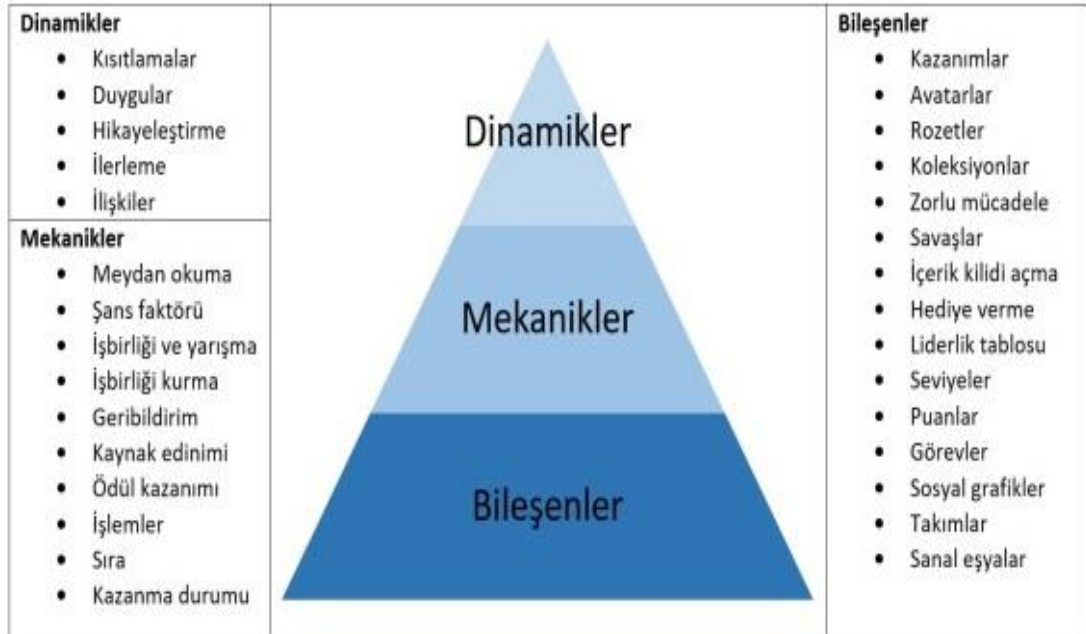 Dinamikler
• Kısıtlamalar
• Duygular
• Hikayeleştirme
• İlerleme
• İlişkiler
Mekanikler
• Meydan okuma
• Şans faktörü
• İşbirliği ve yarışma
• İşbirliği kurma
• Geribildirim
• Kaynak edinimi
• Ödül kazanımı
• İşlemler
• Sıra
• Kazanma durumu
Dinamikler
Mekanikler
Bileşenler
Bileşenler
• Kazanımlar
• Avatarlar
• Rozetler
• Koleksiyonlar
• Zorlu mücadele
• Savaşlar
• İçerik kilidi açma
• Hediye verme
• Liderlik tablosu
• Seviyeler
• Puanlar
• Görevler
• Sosyal grafikler
• Takımlar
• Sanal eşyalar